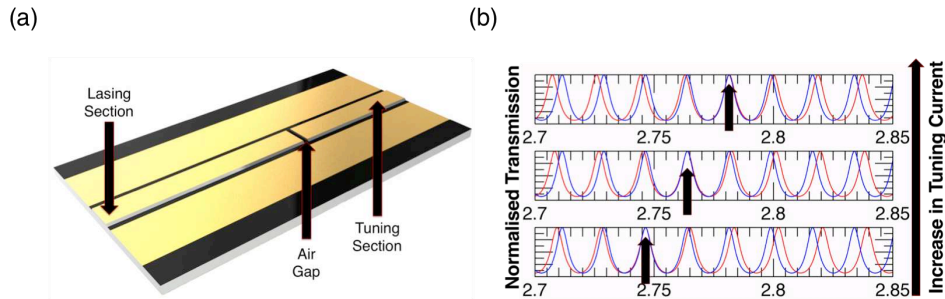 (a)
Lasing
Section
Air
Gap
Tuning
Section
(b)
Normalised Transmission
2.7 2.75 2.8 2.85
2.7 2.75 2.8 2.85
2.7 2.75 2.8 2.85
Increase in Tuning Current